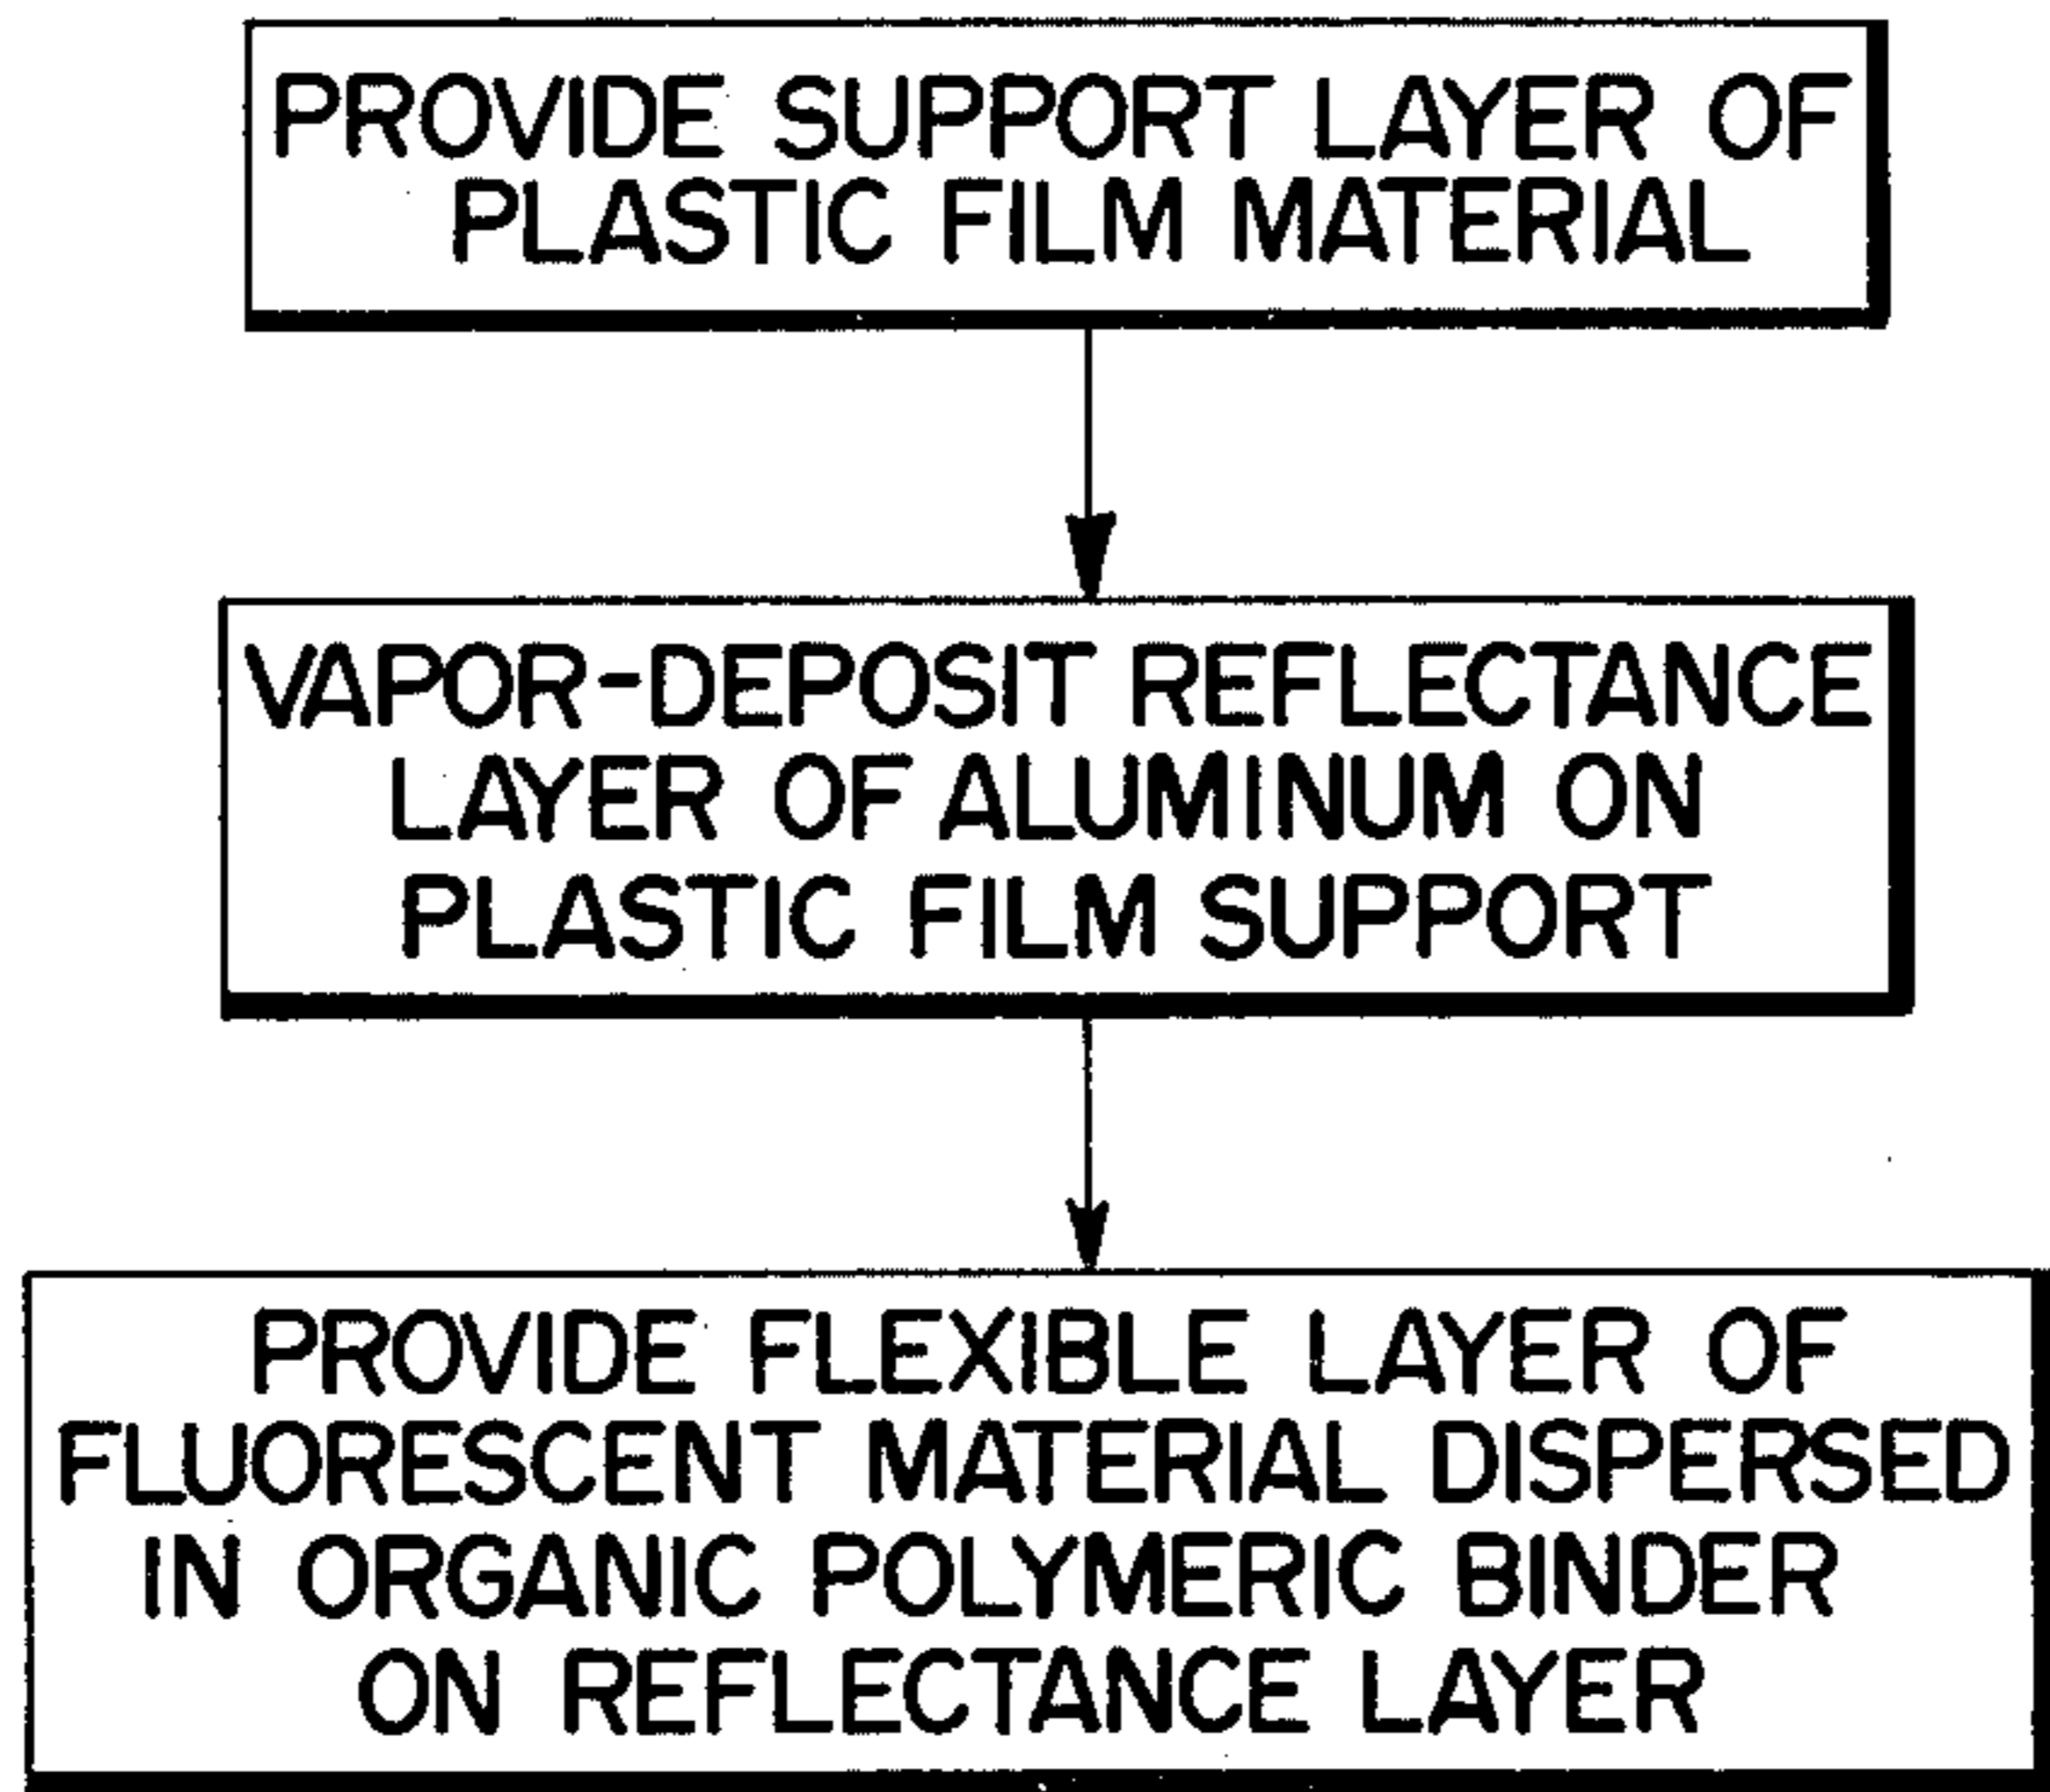 PROVIDE SUPPORT LAYER OF
PLASTIC FILM MATERIAL
VAPOR-DEPOSIT REFLECTANCE
LAYER OF ALUMINUM ON
PLASTIC FILM SUPPORT
PROVIDE FLEXIBLE LAYER OF
FLUORESCENT MATERIAL DISPERSED
IN ORGANIC POLYMERIC BINDER
ON REFLECTANCE LAYER